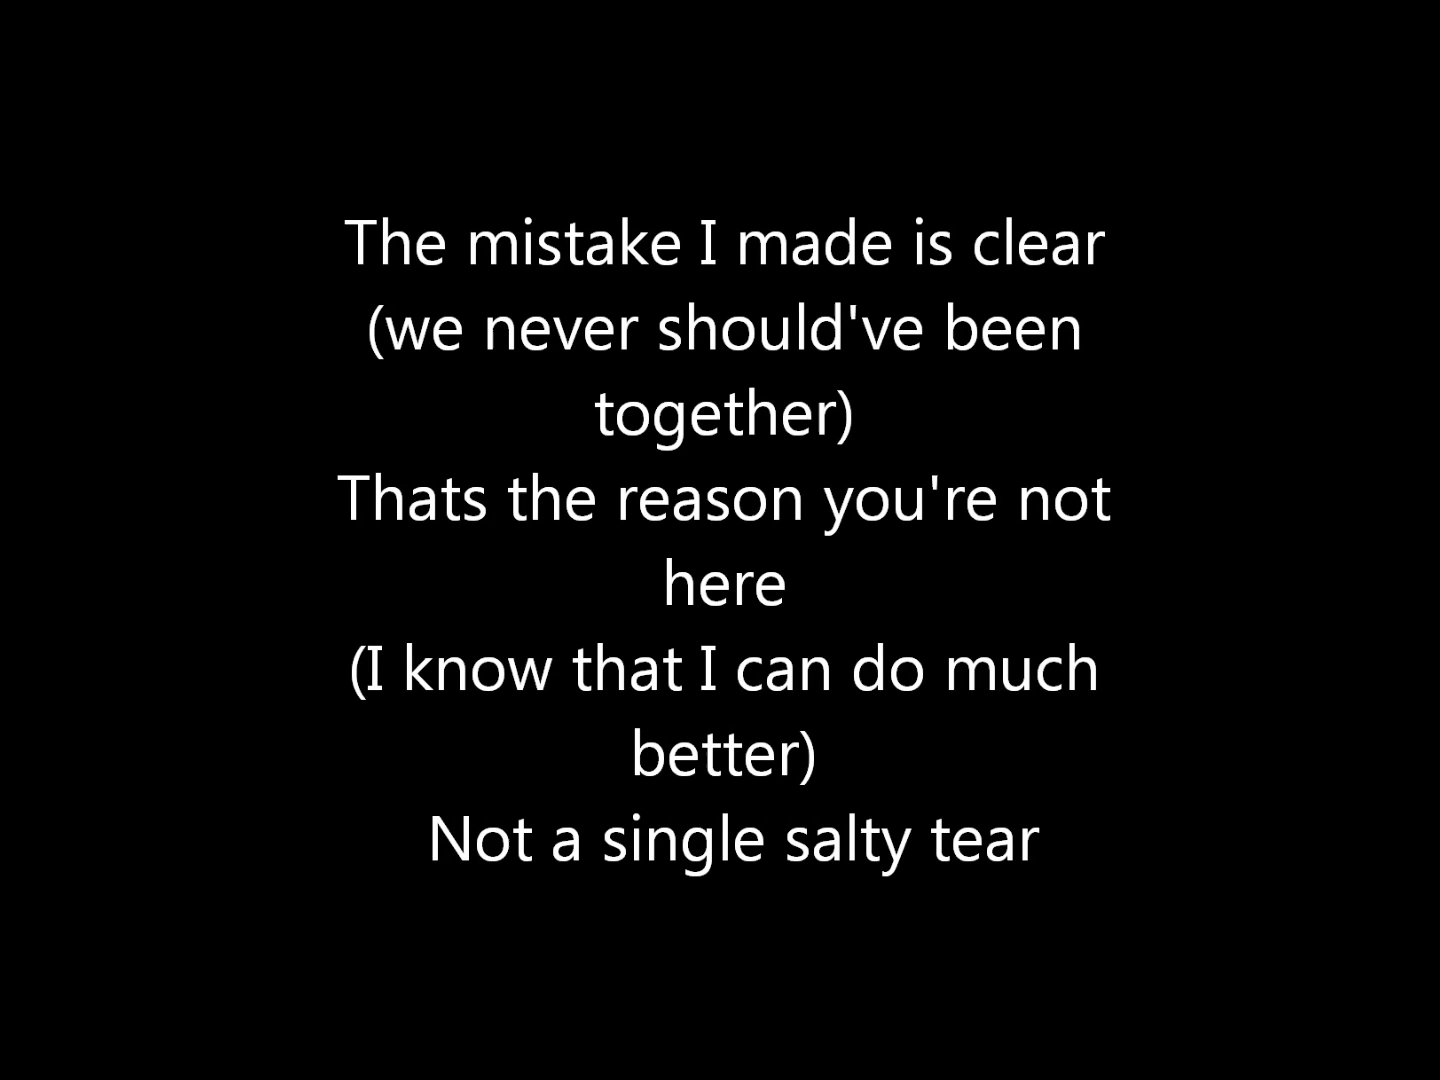 The mistake I made is clear
(we never should've been
together)
Thats the reason you're not
here
(I know that I can do much
better)
Not a single salty tear